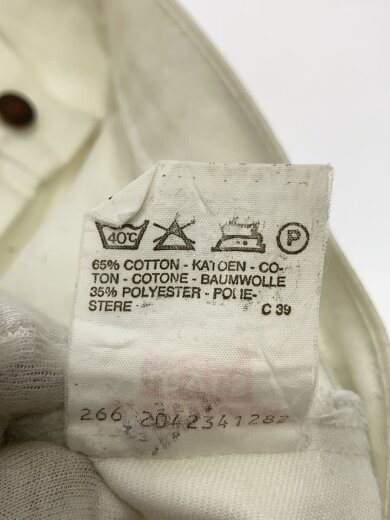 40°C P
65% COTTON - KATOEN - CO-
TON - COTONE - BAUMWOLLE
35% POLYESTER - POLIE-
STERE C 39
266 2042341282